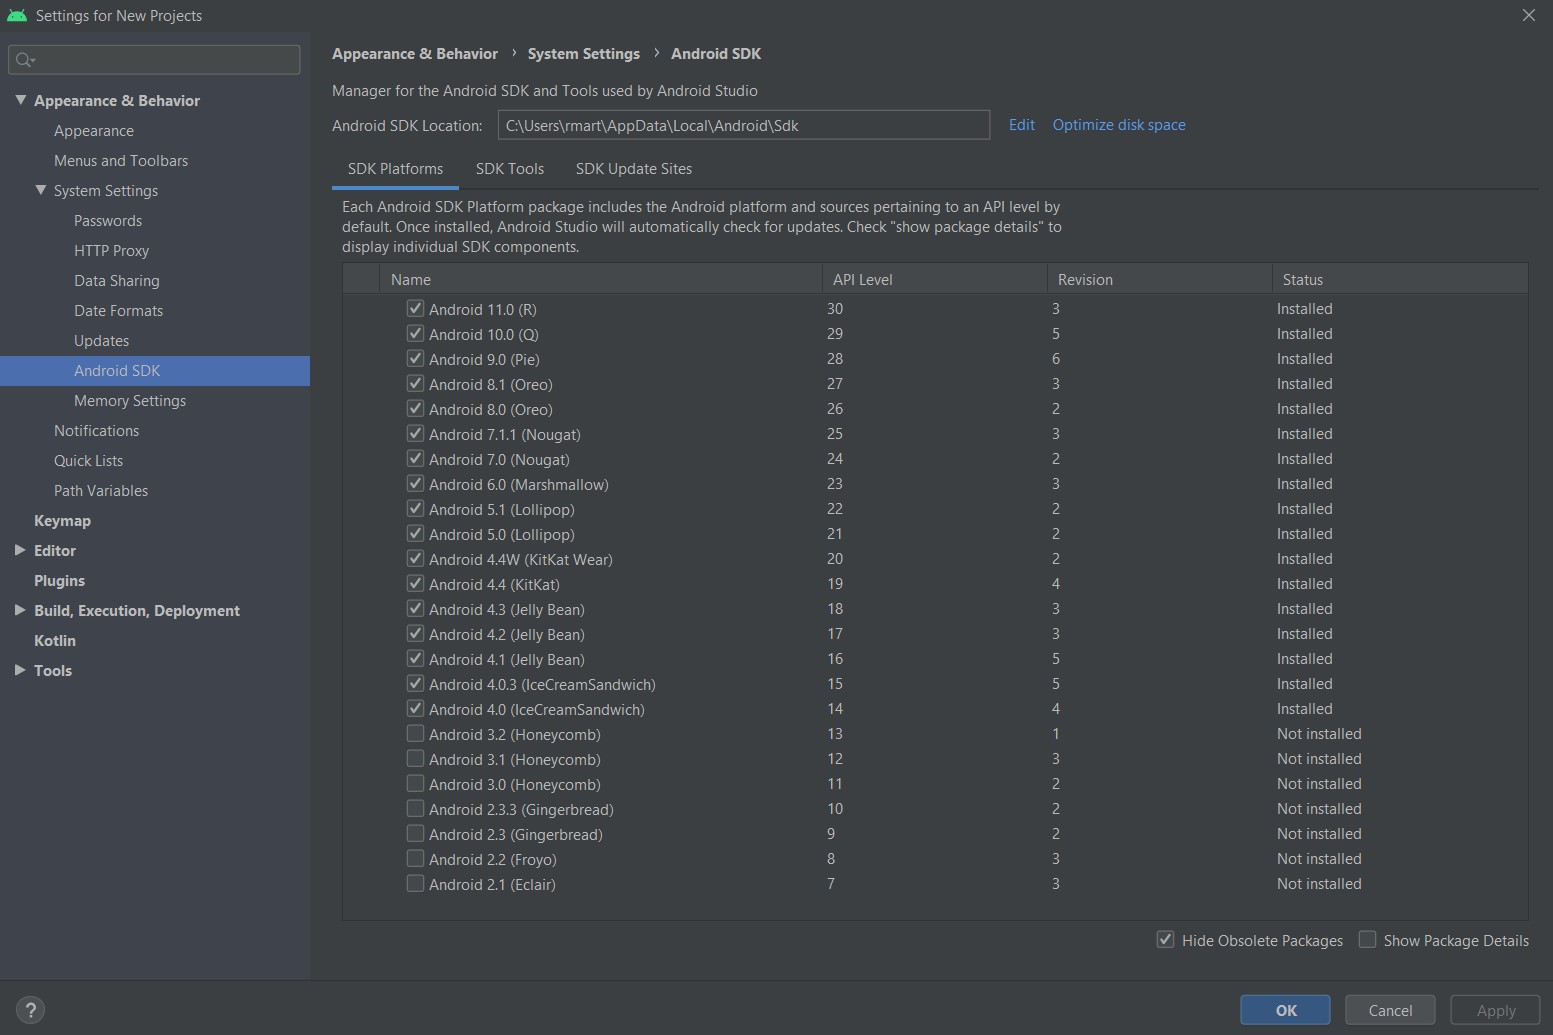 Settings for New Projects
Appearance & Behavior
Appearance
Menus and Toolbars
System Settings
Passwords
HTTP Proxy
Data Sharing
Date Formats
Updates
Android SDK
Memory Settings
Notifications
Quick Lists
Path Variables
Keymap
Editor
Plugins
Build, Execution, Deployment
Kotlin
Tools
Appearance & Behavior › System Settings › Android SDK
Manager for the Android SDK and Tools used by Android Studio
Android SDK Location: C:\Users\rmart\AppData\Local\Android\Sdk Edit Optimize disk space
SDK Platforms SDK Tools SDK Update Sites
Each Android SDK Platform package includes the Android platform and sources pertaining to an API level by
default. Once installed, Android Studio will automatically check for updates. Check "show package details" to
display individual SDK components.
Name API Level Revision Status
Android 11.0 (R) 30 3 Installed
Android 10.0 (Q) 29 5 Installed
Android 9.0 (Pie) 28 6 Installed
Android 8.1 (Oreo) 27 3 Installed
Android 8.0 (Oreo) 26 2 Installed
Android 7.1.1 (Nougat) 25 3 Installed
Android 7.0 (Nougat) 24 2 Installed
Android 6.0 (Marshmallow) 23 3 Installed
Android 5.1 (Lollipop) 22 2 Installed
Android 5.0 (Lollipop) 21 2 Installed
Android 4.4W (KitKat Wear) 20 2 Installed
Android 4.4 (KitKat) 19 4 Installed
Android 4.3 (Jelly Bean) 18 3 Installed
Android 4.2 (Jelly Bean) 17 3 Installed
Android 4.1 (Jelly Bean) 16 5 Installed
Android 4.0.3 (IceCreamSandwich) 15 5 Installed
Android 4.0 (IceCreamSandwich) 14 4 Installed
Android 3.2 (Honeycomb) 13 1 Not installed
Android 3.1 (Honeycomb) 12 3 Not installed
Android 3.0 (Honeycomb) 11 2 Not installed
Android 2.3.3 (Gingerbread) 10 2 Not installed
Android 2.3 (Gingerbread) 9 2 Not installed
Android 2.2 (Froyo) 8 3 Not installed
Android 2.1 (Eclair) 7 3 Not installed
Hide Obsolete Packages Show Package Details
? OK Cancel Apply